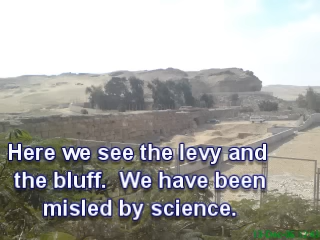 Here we see the levy and
the bluff.  We have been
misled by science.